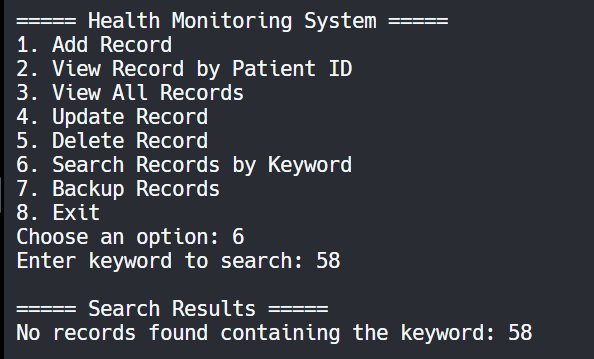 ===== Health Monitoring System =====
1. Add Record
2. View Record by Patient ID
3. View All Records
4. Update Record
5. Delete Record
6. Search Records by Keyword
7. Backup Records
8. Exit
Choose an option: 6
Enter keyword to search: 58
===== Search Results =====
No records found containing the keyword: 58